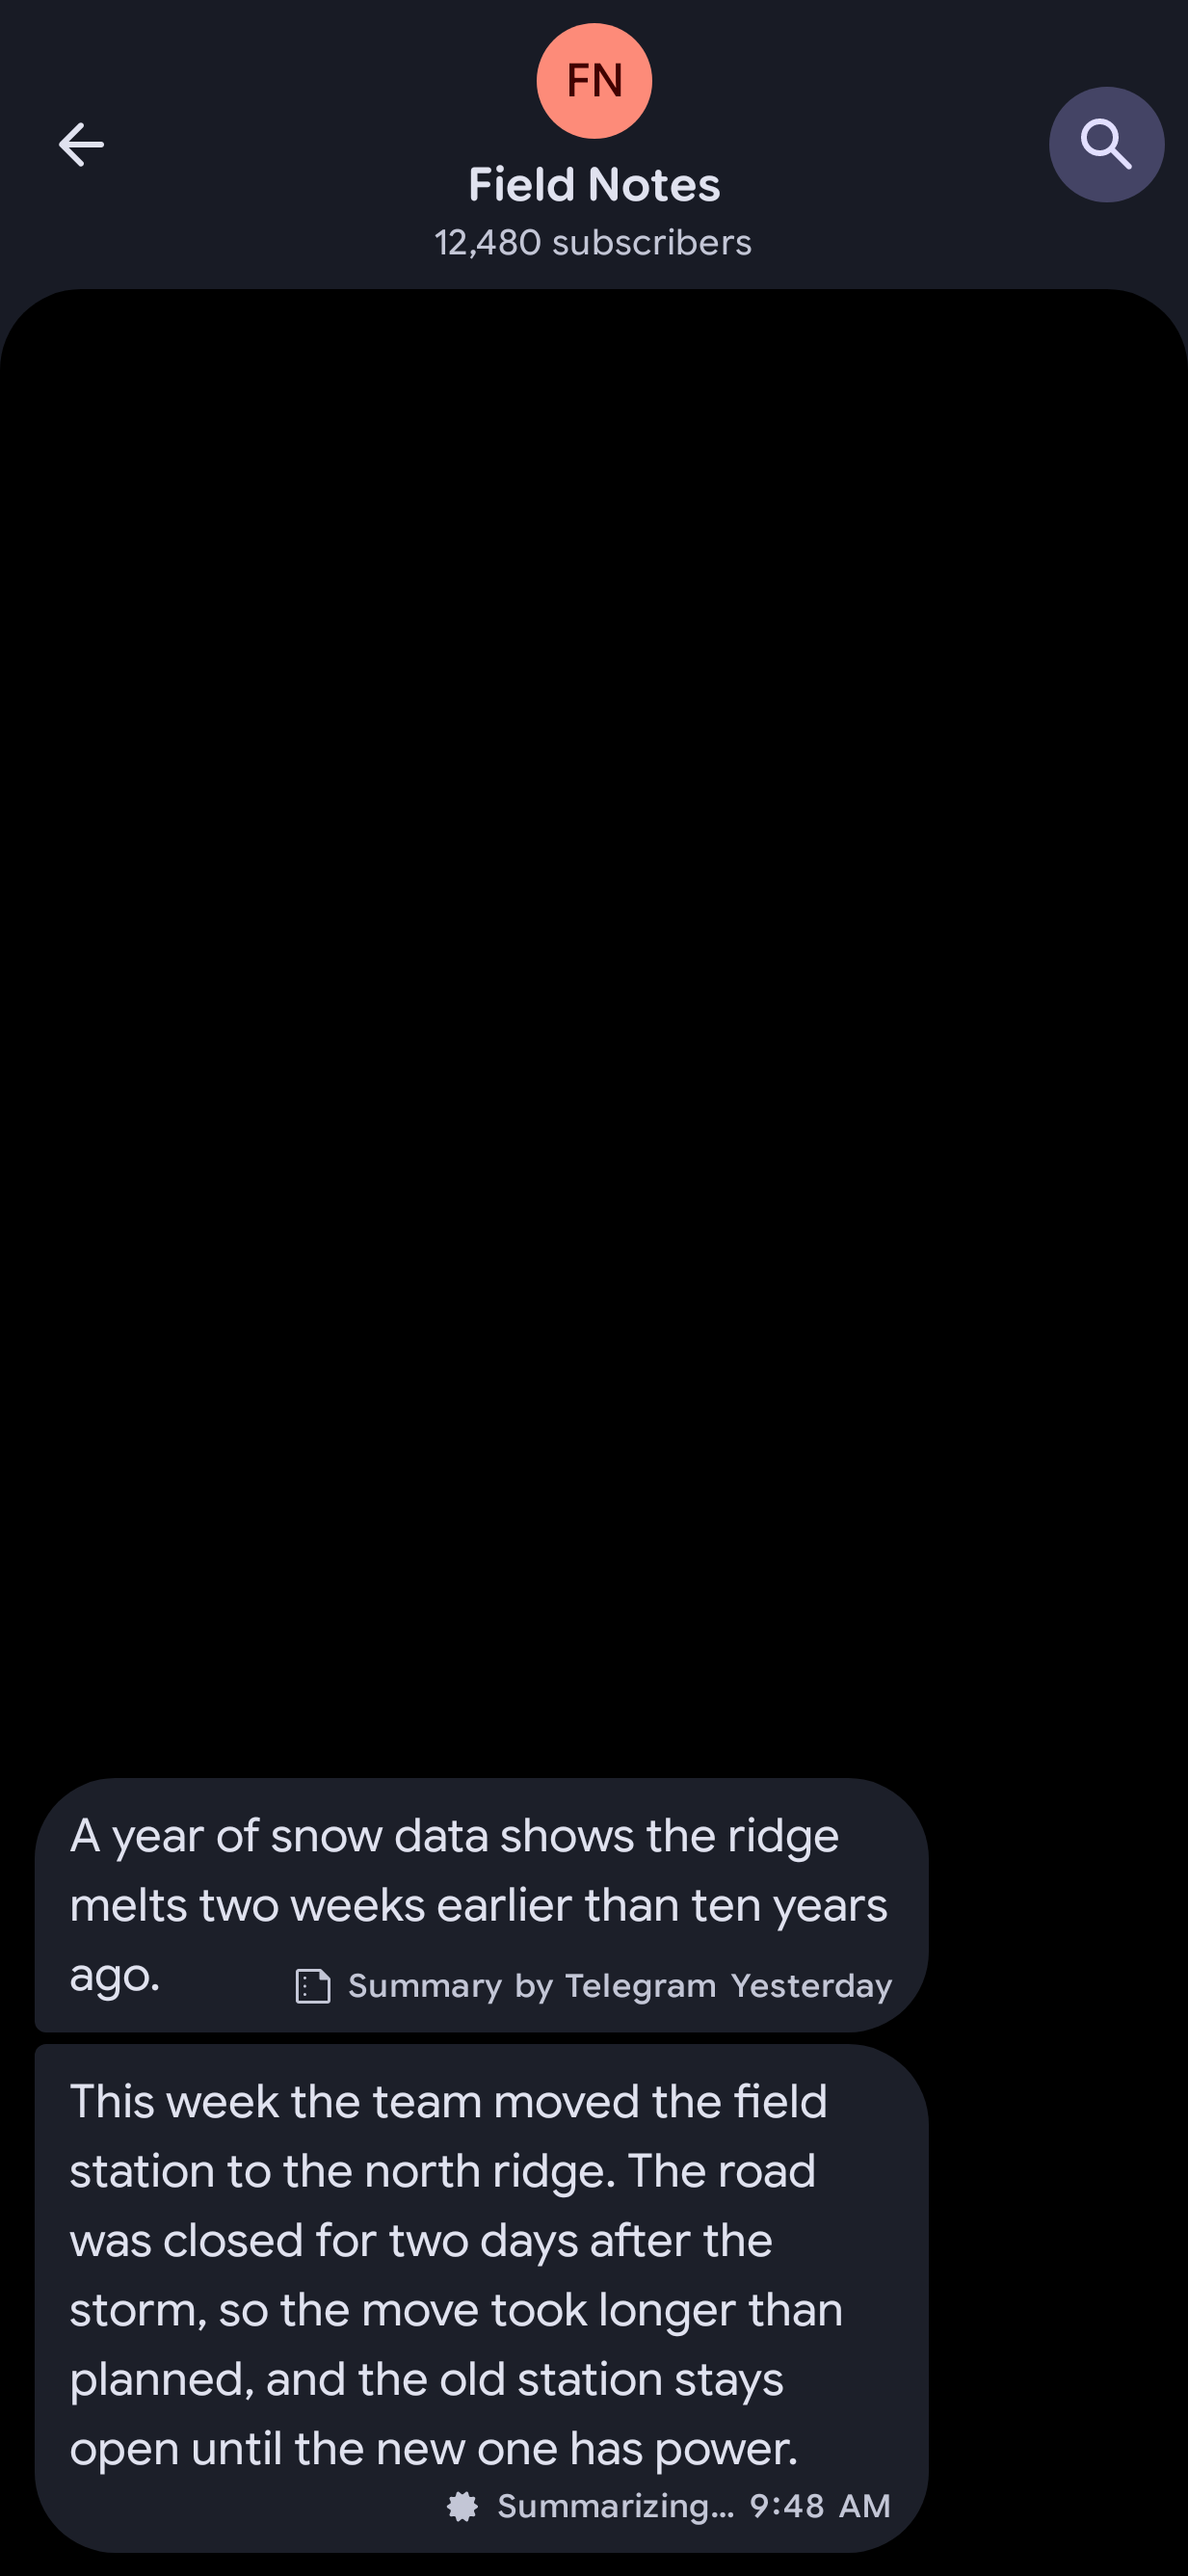 FN
Field Notes
12,480 subscribers
A year of snow data shows the ridge
melts two weeks earlier than ten years
ago.
Summary by Telegram Yesterday
This week the team moved the field
station to the north ridge. The road
was closed for two days after the
storm, so the move took longer than
planned, and the old station stays
open until the new one has power.
Summarizing... 9:48 AM